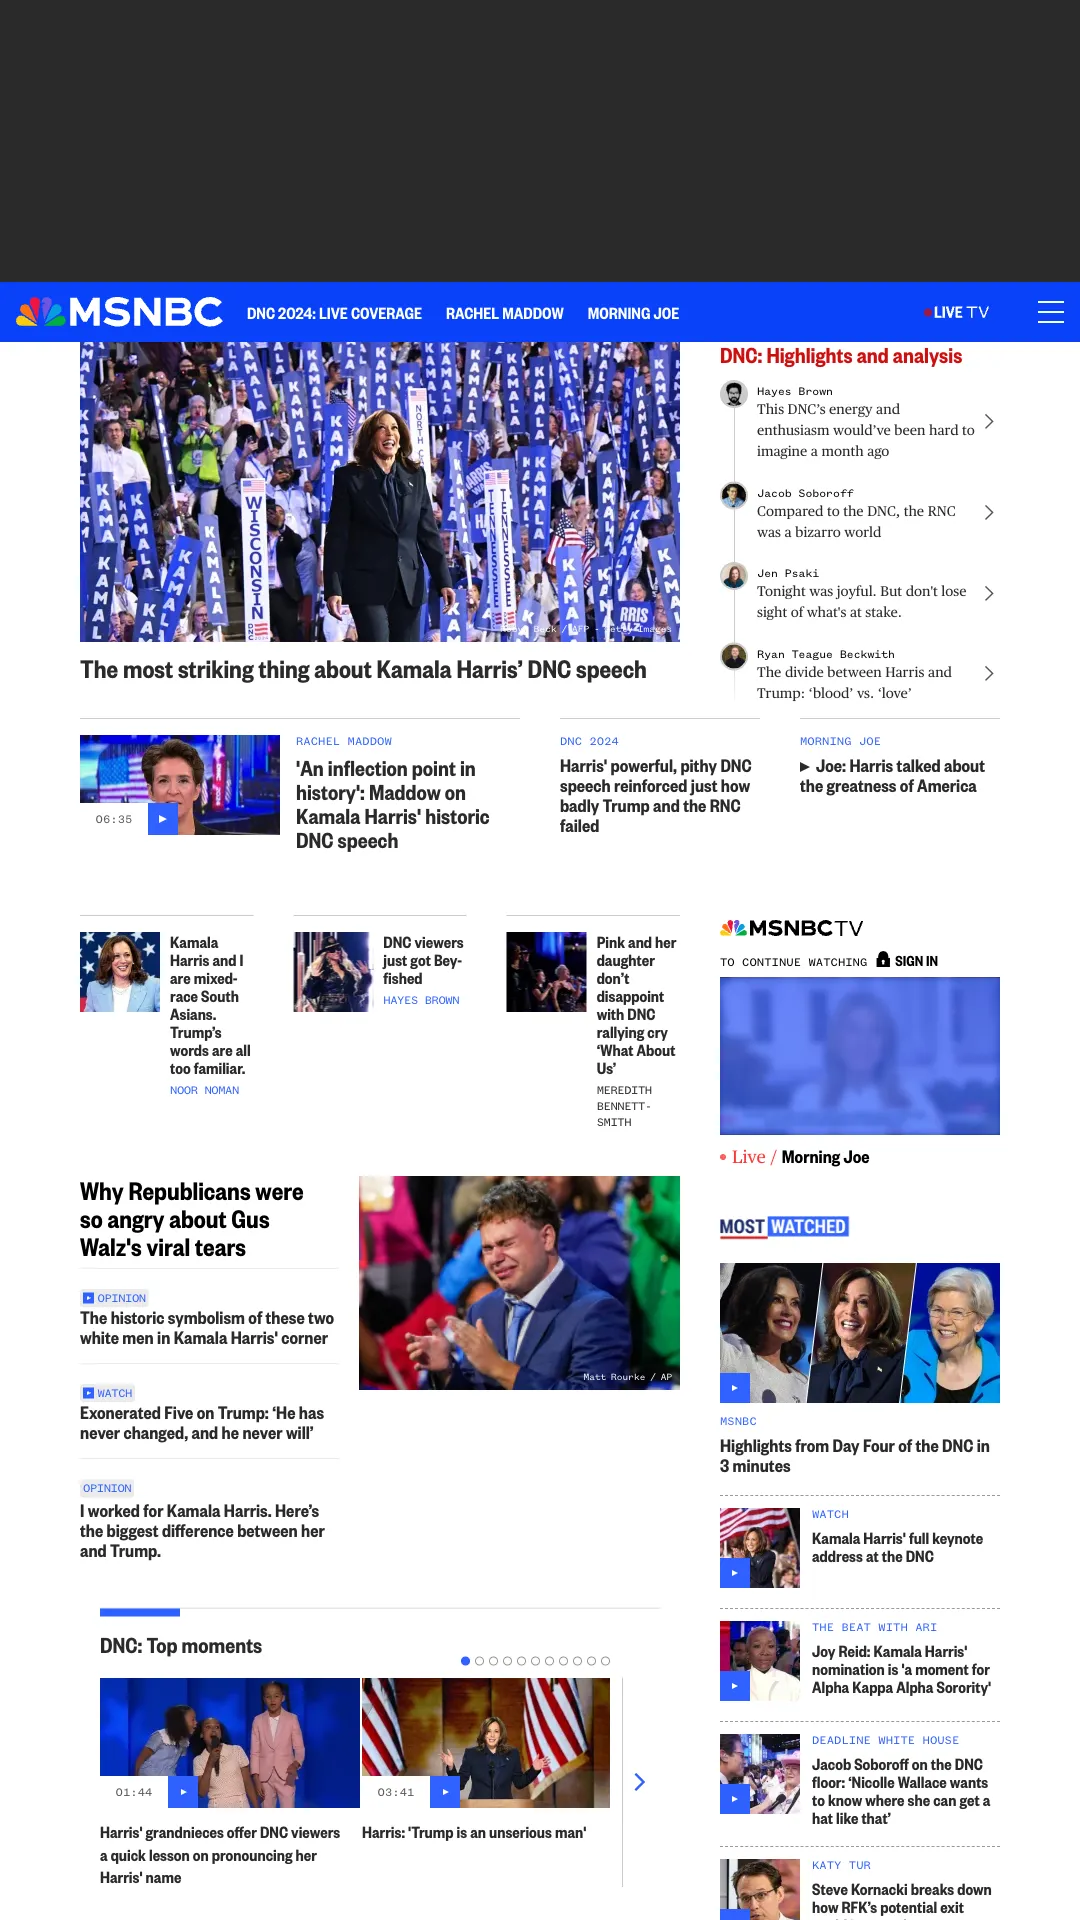 MSNBC
DNC 2024: LIVE COVERAGE
RACHEL MADDOW
MORNING JOE
LIVE TV
KAMALA
WISCONSIN
TENNESSEE
The most striking thing about Kamala Harris’ DNC speech
DNC: Highlights and analysis
Hayes Brown
This DNC’s energy and
enthusiasm would’ve been hard to
imagine a month ago
Jacob Soboroff
Compared to the DNC, the RNC
was a bizarro world
Jen Psaki
Tonight was joyful. But don't lose
sight of what's at stake.
Ryan Teague Beckwith
The divide between Harris and
Trump: ‘blood’ vs. ‘love’
06:35
RACHEL MADDOW
'An inflection point in
history': Maddow on
Kamala Harris' historic
DNC speech
DNC 2024
Harris' powerful, pithy DNC
speech reinforced just how
badly Trump and the RNC
failed
MORNING JOE
Joe: Harris talked about
the greatness of America
Kamala
Harris and I
are mixed-
race South
Asians.
Trump’s
words are all
too familiar.
NOOR NOMAN
DNC viewers
just got Bey-
fished
HAYES BROWN
Pink and her
daughter
don’t
disappoint
with DNC
rallying cry
‘What About
Us’
MEREDITH
BENNETT-
SMITH
MSNBC TV
TO CONTINUE WATCHING SIGN IN
Live / Morning Joe
Why Republicans were
so angry about Gus
Walz's viral tears
Matt Rourke / AP
OPINION
The historic symbolism of these two
white men in Kamala Harris' corner
WATCH
Exonerated Five on Trump: ‘He has
never changed, and he never will’
OPINION
I worked for Kamala Harris. Here’s
the biggest difference between her
and Trump.
MOST WATCHED
MSNBC
Highlights from Day Four of the DNC in
3 minutes
WATCH
Kamala Harris' full keynote
address at the DNC
THE BEAT WITH ARI
Joy Reid: Kamala Harris'
nomination is 'a moment for
Alpha Kappa Alpha Sorority'
DEADLINE WHITE HOUSE
Jacob Soboroff on the DNC
floor: ‘Nicolle Wallace wants
to know where she can get a
hat like that’
KATY TUR
Steve Kornacki breaks down
how RFK’s potential exit
DNC: Top moments
01:44
Harris' grandnieces offer DNC viewers
a quick lesson on pronouncing her
Harris' name
03:41
Harris: 'Trump is an unserious man'